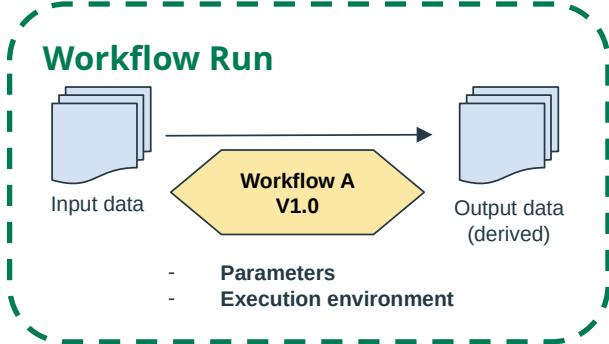 Workflow Run
Input data
Workflow A
V1.0
Output data
(derived)
- Parameters
- Execution environment